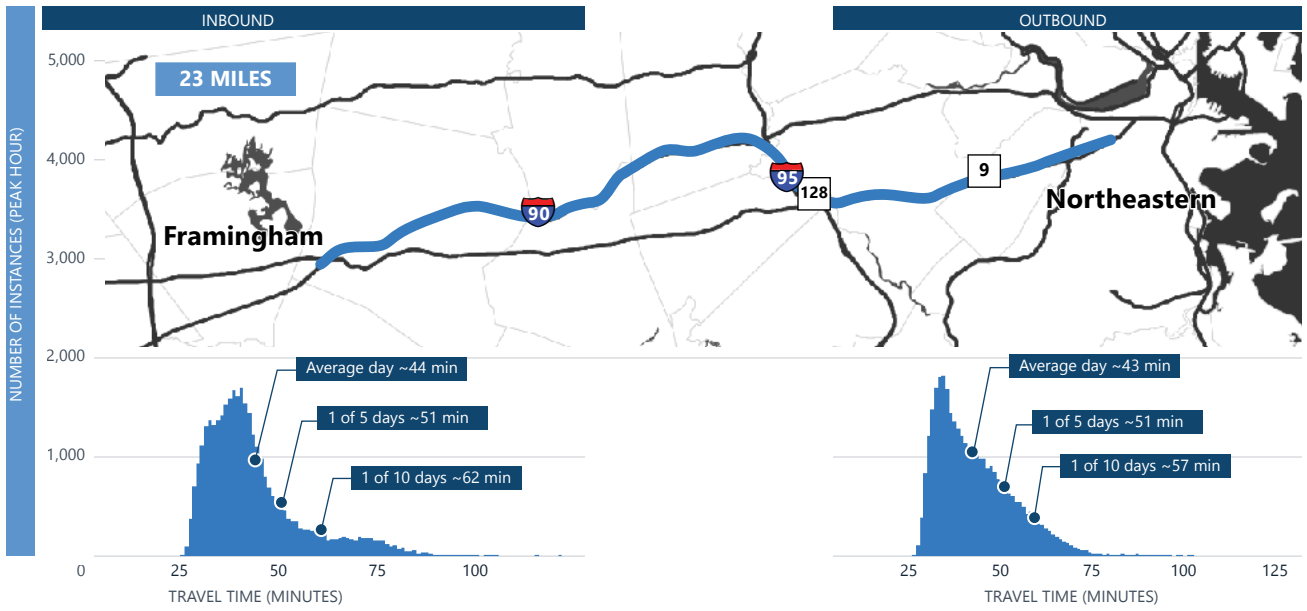 INBOUND
OUTBOUND
NUMBER OF INSTANCES (PEAK HOUR)
5,000
4,000
3,000
2,000
1,000
0
23 MILES
Framingham
90
95
128
9
Northeastern
Average day ~44 min
1 of 5 days ~51 min
1 of 10 days ~62 min
25 50 75 100
TRAVEL TIME (MINUTES)
Average day ~43 min
1 of 5 days ~51 min
1 of 10 days ~57 min
25 50 75 100 125
TRAVEL TIME (MINUTES)